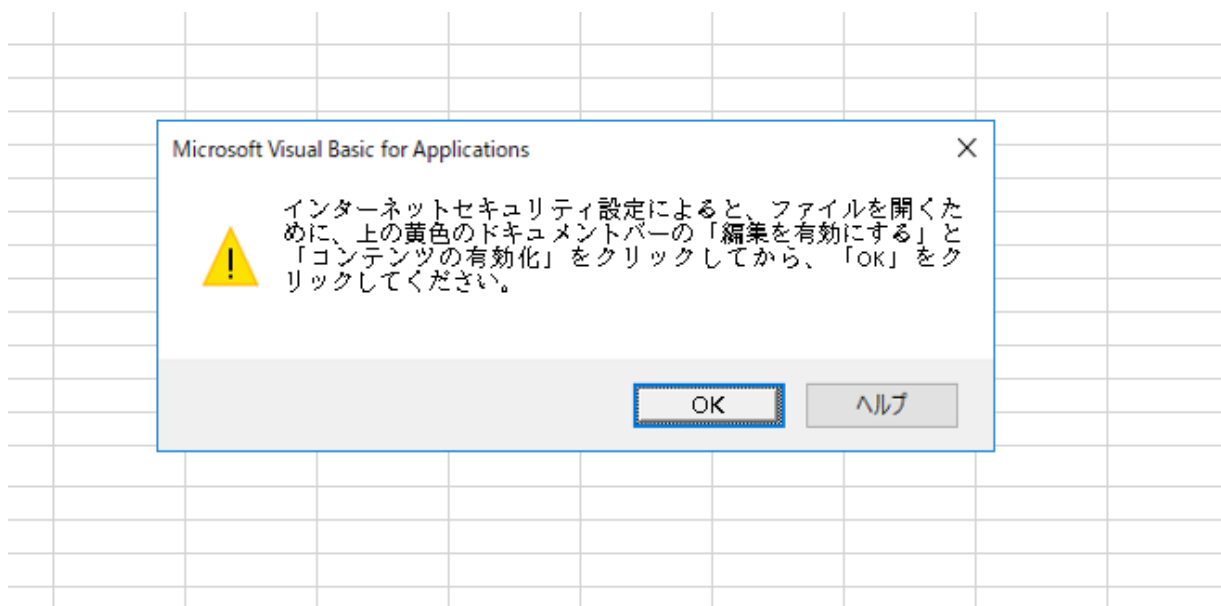 Microsoft Visual Basic for Applications
インターネットセキュリティ設定によると、ファイルを開くた
めに、上の黄色のドキュメントバーの「編集を有効にする」と
「コンテンツの有効化」をクリックしてから、「OK」をク
リックしてください。
OK
ヘルプ